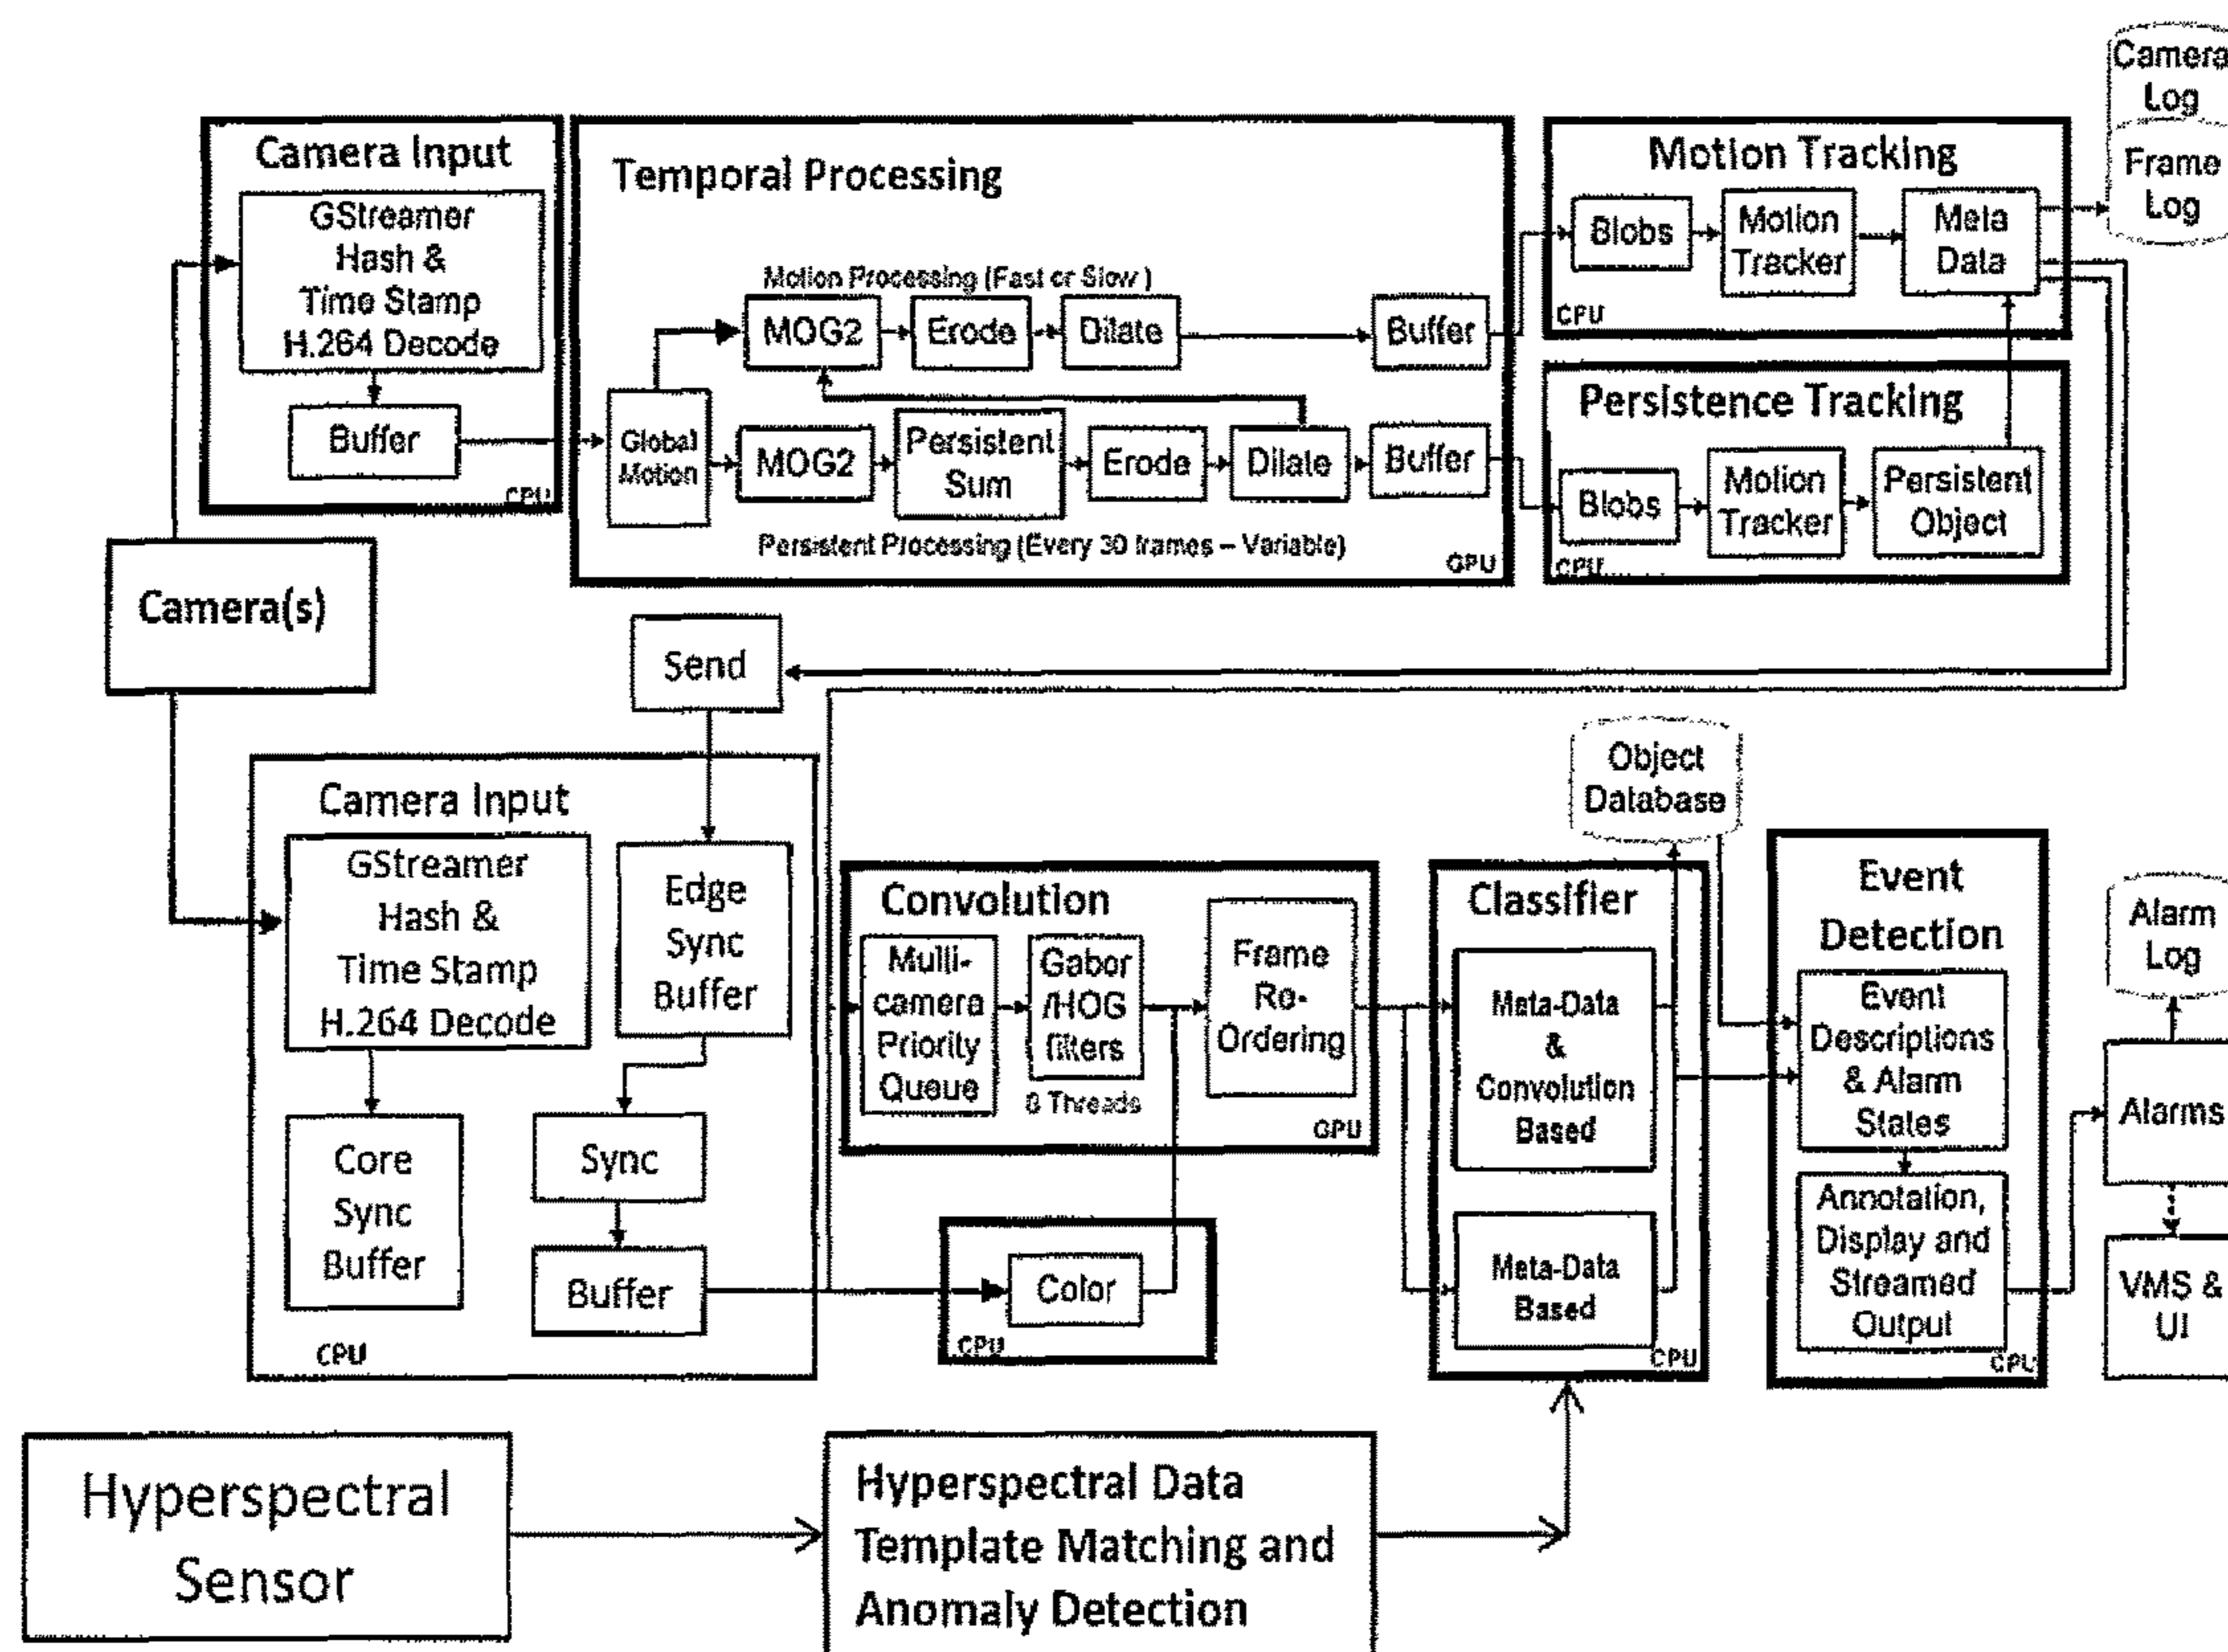 Camera
Log
Frame
Log
Camera Input
GStreamer
Hash &
Time Stamp
H.264 Decode
Buffer
CPU
Temporal Processing
Motion Processing (Fast or Slow )
MOG2
Erode
Dilate
Buffer
Global
Motion
MOG2
Persistent
Sum
Erode
Dilate
Buffer
Persistent Processing (Every 30 frames – Variable)
GPU
Motion Tracking
Blobs
Motion
Tracker
Meta
Data
CPU
Persistence Tracking
Blobs
Motion
Tracker
Persistent
Object
CPU
Camera(s)
Send
Camera Input
GStreamer
Hash &
Time Stamp
H.264 Decode
Core
Sync
Buffer
Edge
Sync
Buffer
Sync
Buffer
CPU
Convolution
Multi-
camera
Priority
Queue
Gabor
/HOG
filters
8 Threads
Frame
Re-
Ordering
GPU
Color
CPU
Object
Database
Classifier
Meta-Data
&
Convolution
Based
Meta-Data
Based
CPU
Event
Detection
Event
Descriptions
& Alarm
States
Annotation,
Display and
Streamed
Output
CPU
Alarm
Log
Alarms
VMS &
UI
Hyperspectral
Sensor
Hyperspectral Data
Template Matching and
Anomaly Detection